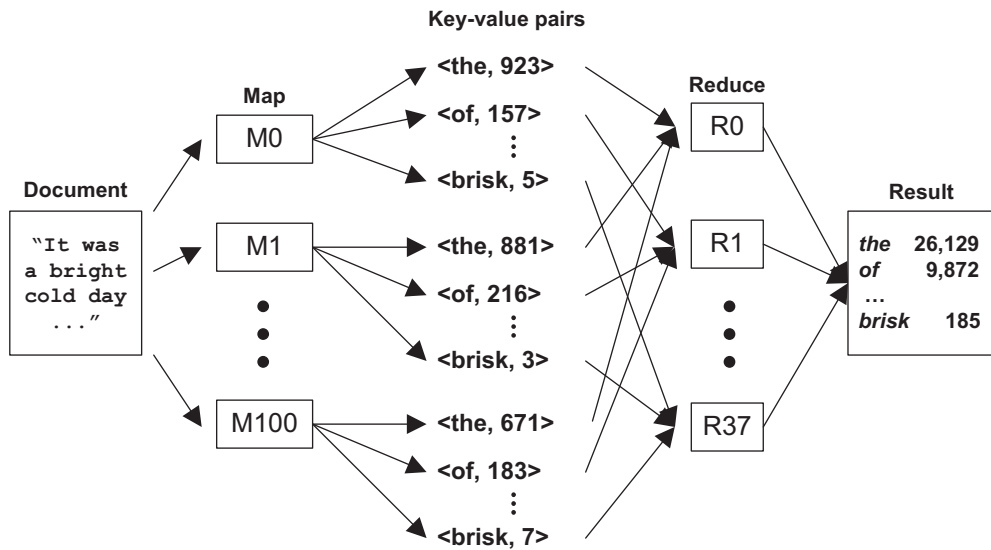 Key-value pairs
Map
Reduce
Document
Result
"It was
a bright
cold day
..."
M0
M1
M100
<the, 923>
<of, 157>
<brisk, 5>
<the, 881>
<of, 216>
<brisk, 3>
<the, 671>
<of, 183>
<brisk, 7>
R0
R1
R37
the 26,129
of 9,872
...
brisk 185